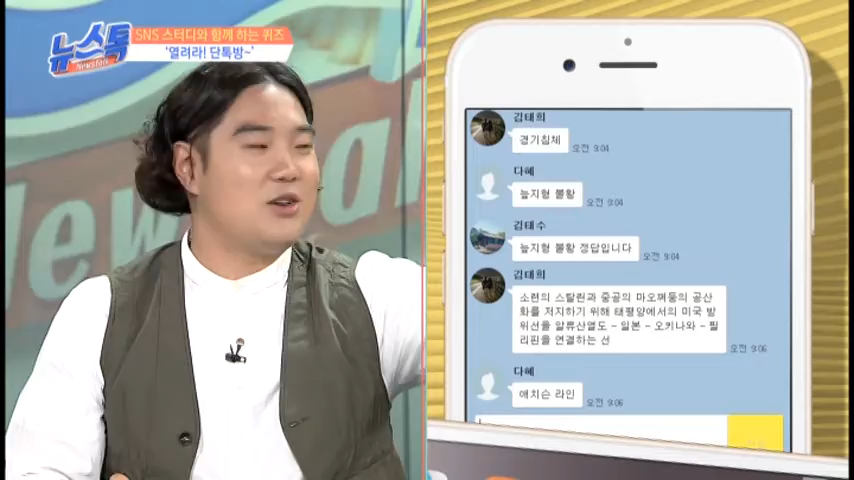 뉴스톡
Newstalk
SNS 스터디와 함께 하는 퀴즈
'열려라! 단톡방~'
김태희
경기침체
오전 9:04
다혜
늪지형 불황
오전 9:04
김태수
늪지형 불황 정답입니다
오전 9:04
김태희
소련의 스탈린과 중공의 마오쩌둥의 공산
화를 저지하기 위해 태평양에서의 미국 방
위선을 알류산열도 - 일본 - 오키나와 - 필
리핀을 연결하는 선
오전 9:06
다혜
애치슨 라인
오전 9:06